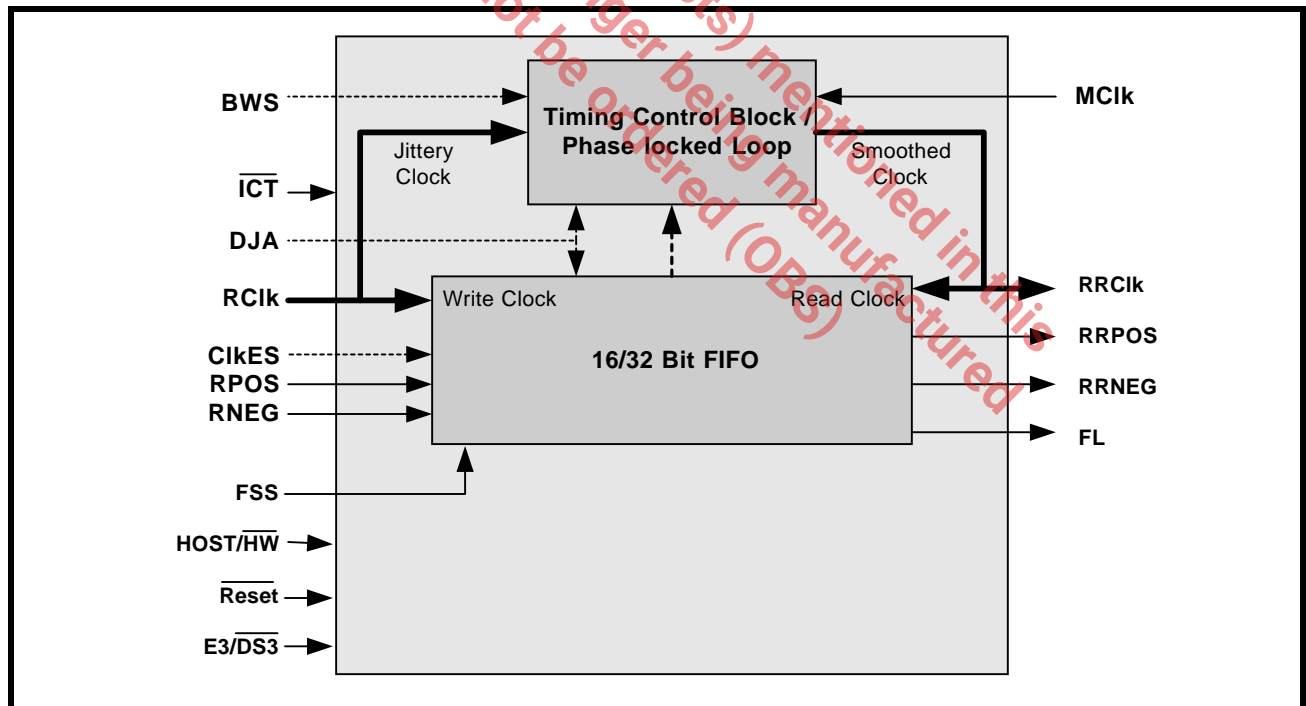 BWS
MClk
Timing Control Block /
Phase locked Loop
Jittery
Clock
Smoothed
Clock
ICT
DJA
RClk
Write Clock
Read Clock
RRClk
RRPOS
ClkES
16/32 Bit FIFO
RPOS
RRNEG
RNEG
FL
FSS
HOST/HW
Reset
E3/DS3
ts) mentioned in this
nger being manufactured
not be ordered (OBS)